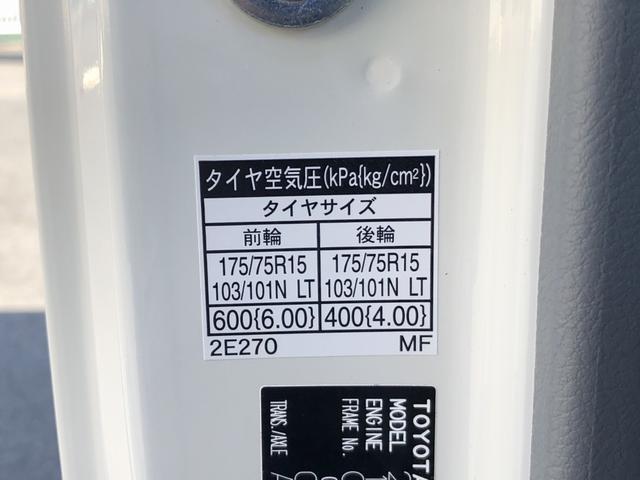 タイヤ空気圧(kPa{kg/cm²})
タイヤサイズ
前輪 後輪
175/75R15 175/75R15
103/101N LT 103/101N LT
600{6.00} 400{4.00}
2E270 MF
TOYOTA
MODEL
ENGINE
FRAME No.
TRANS./AXLE